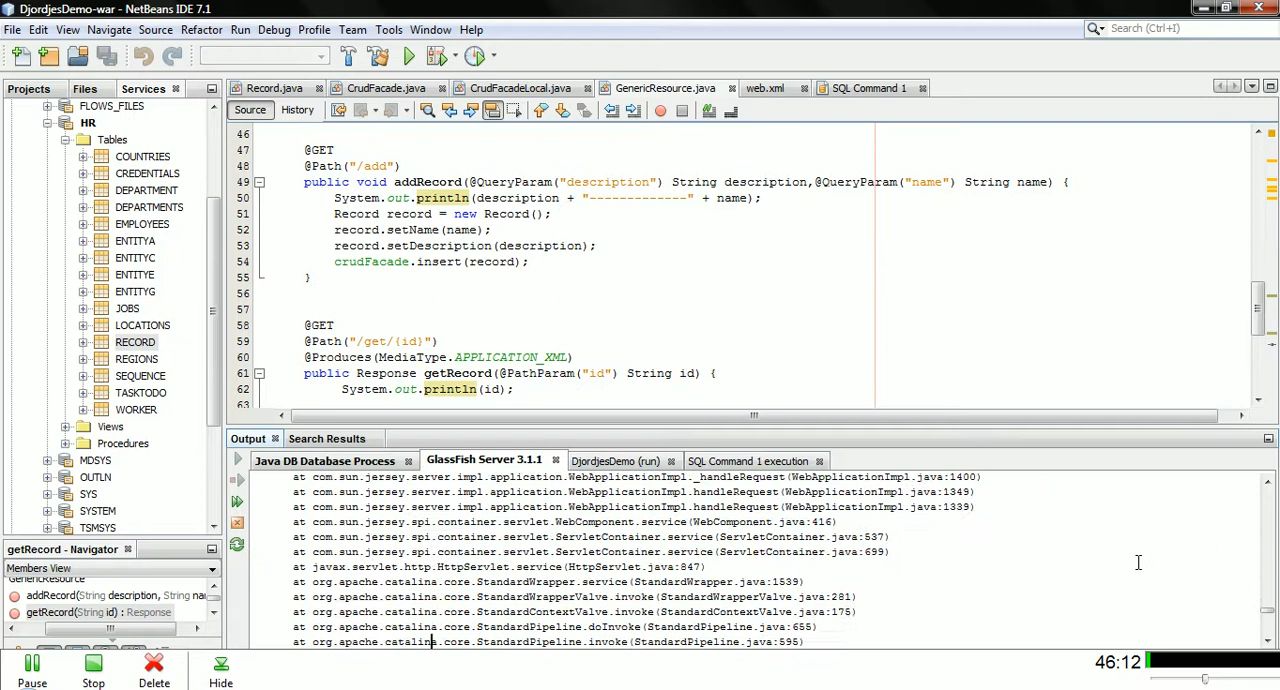 DjordjesDemo-war - NetBeans IDE 7.1
File Edit View Navigate Source Refactor Run Debug Profile Team Tools Window Help
Search (Ctrl+I)
Projects Files Services
Record.java CrudFacade.java CrudFacadeLocal.java GenericResource.java web.xml SQL Command 1
Source History
FLOWS_FILES
HR
Tables
COUNTRIES
CREDENTIALS
DEPARTMENT
DEPARTMENTS
EMPLOYEES
ENTITYA
ENTITYC
ENTITYE
ENTITYG
JOBS
LOCATIONS
RECORD
REGIONS
SEQUENCE
TASKTODO
WORKER
Views
Procedures
MDSYS
OUTLN
SYS
SYSTEM
TSMSYS
46
47 @GET
48 @Path("/add")
49 public void addRecord(@QueryParam("description") String description,@QueryParam("name") String name) {
50 System.out.println(description + "-------------" + name);
51 Record record = new Record();
52 record.setName(name);
53 record.setDescription(description);
54 crudFacade.insert(record);
55 }
56
57
58 @GET
59 @Path("/get/{id}")
60 @Produces(MediaType.APPLICATION_XML)
61 public Response getRecord(@PathParam("id") String id) {
62 System.out.println(id);
63
Output Search Results
Java DB Database Process GlassFish Server 3.1.1 DjordjesDemo (run) SQL Command 1 execution
at com.sun.jersey.server.impl.application.WebApplicationImpl._handleRequest(WebApplicationImpl.java:1400)
at com.sun.jersey.server.impl.application.WebApplicationImpl.handleRequest(WebApplicationImpl.java:1349)
at com.sun.jersey.server.impl.application.WebApplicationImpl.handleRequest(WebApplicationImpl.java:1339)
at com.sun.jersey.spi.container.servlet.WebComponent.service(WebComponent.java:416)
at com.sun.jersey.spi.container.servlet.ServletContainer.service(ServletContainer.java:537)
at com.sun.jersey.spi.container.servlet.ServletContainer.service(ServletContainer.java:699)
at javax.servlet.http.HttpServlet.service(HttpServlet.java:847)
at org.apache.catalina.core.StandardWrapper.service(StandardWrapper.java:1539)
at org.apache.catalina.core.StandardWrapperValve.invoke(StandardWrapperValve.java:281)
at org.apache.catalina.core.StandardContextValve.invoke(StandardContextValve.java:175)
at org.apache.catalina.core.StandardPipeline.doInvoke(StandardPipeline.java:655)
at org.apache.catalina.core.StandardPipeline.invoke(StandardPipeline.java:595)
getRecord - Navigator
Members View
GenericResource
addRecord(String description, String na
getRecord(String id) : Response
Pause Stop Delete Hide
46:12